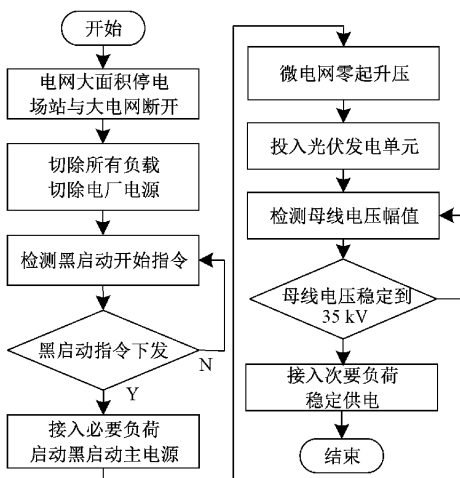 开始
电网大面积停电
场站与大电网断开
切除所有负载
切除电厂电源
检测黑启动开始指令
黑启动指令下发
N
Y
接入必要负荷
启动黑启动主电源
微电网零起升压
投入光伏发电单元
检测母线电压幅值
母线电压稳定到
35 kV
接入次要负荷
稳定供电
结束